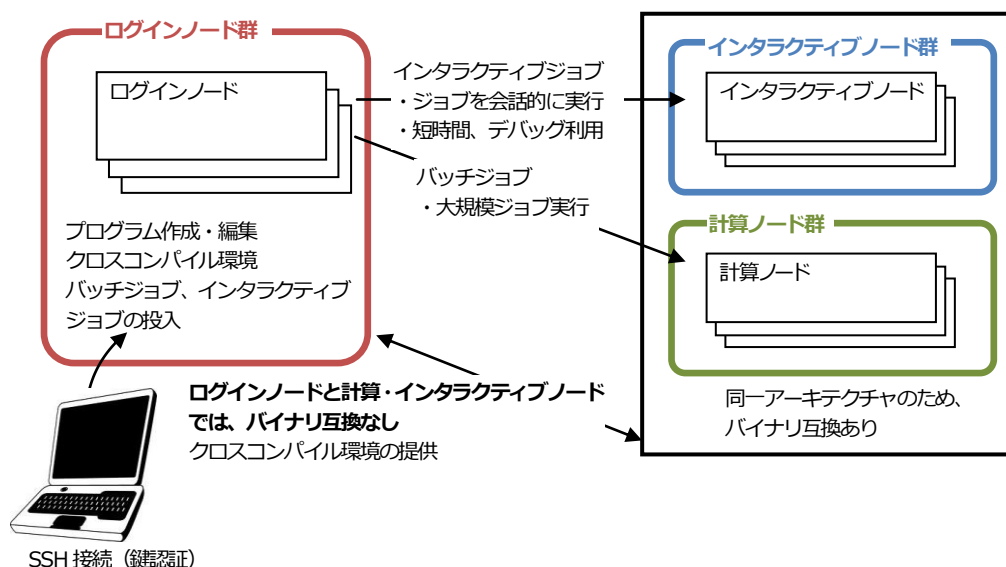 ログインノード群
ログインノード
プログラム作成・編集
クロスコンパイル環境
バッチジョブ、インタラクティブ
ジョブの投入
インタラクティブジョブ
・ジョブを会話的に実行
・短時間、デバッグ利用
バッチジョブ
・大規模ジョブ実行
インタラクティブノード群
インタラクティブノード
計算ノード群
計算ノード
同一アーキテクチャのため、
バイナリ互換あり
ログインノードと計算・インタラクティブノード
では、バイナリ互換なし
クロスコンパイル環境の提供
SSH 接続（鍵認証）